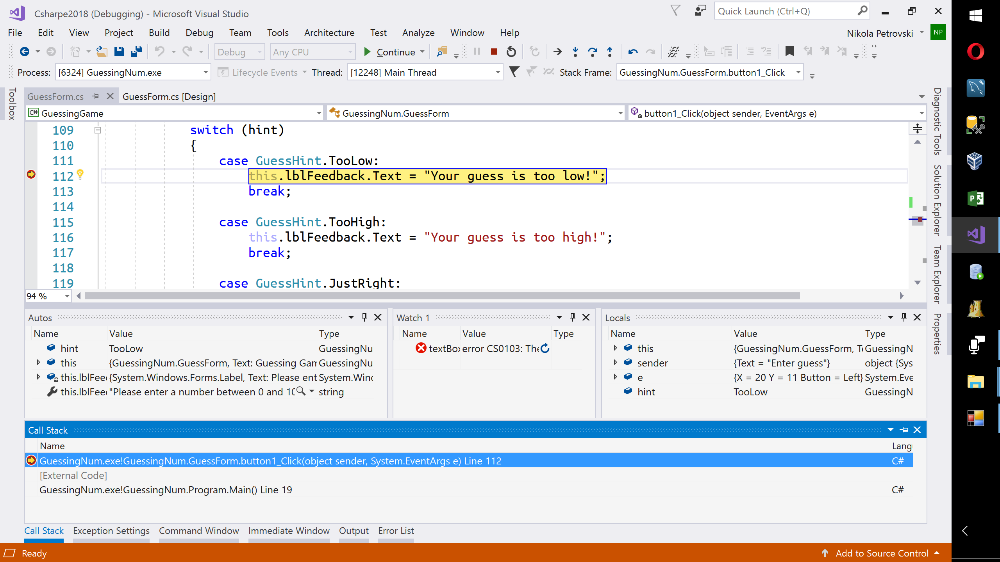 Csharpe2018 (Debugging) - Microsoft Visual Studio
Quick Launch (Ctrl+Q)
File Edit View Project Build Debug Team Tools Architecture Test Analyze Window Help
Nikola Petrovski NP
Debug Any CPU Continue
Process: [6324] GuessingNum.exe Lifecycle Events Thread: [12248] Main Thread Stack Frame: GuessingNum.GuessForm.button1_Click
Toolbox
GuessForm.cs GuessForm.cs [Design]
C# GuessingGame GuessingNum.GuessForm button1_Click(object sender, EventArgs e)
109 switch (hint)
110 {
111 case GuessHint.TooLow:
112 this.lblFeedback.Text = "Your guess is too low!";
113 break;
114
115 case GuessHint.TooHigh:
116 this.lblFeedback.Text = "Your guess is too high!";
117 break;
118
119 case GuessHint.JustRight:
94 %
Diagnostic Tools
Solution Explorer
Team Explorer
Properties
Autos
Name Value Type
hint TooLow GuessingNu
this {GuessingNum.GuessForm, Text: Guessing Gam GuessingNu
this.lblFee {System.Windows.Forms.Label, Text: Please ent System.Wind
this.lblFee "Please enter a number between 0 and 10 string
Watch 1
Name Value Type
textBox error CS0103: The
Locals
Name Value Type
this {GuessingNum.GuessForm, Te GuessingN
sender {Text = "Enter guess"} object {Sys
e {X = 20 Y = 11 Button = Left} System.Eve
hint TooLow GuessingN
Call Stack
Name Langu
GuessingNum.exe!GuessingNum.GuessForm.button1_Click(object sender, System.EventArgs e) Line 112 C#
[External Code]
GuessingNum.exe!GuessingNum.Program.Main() Line 19 C#
Call Stack Exception Settings Command Window Immediate Window Output Error List
Ready Add to Source Control